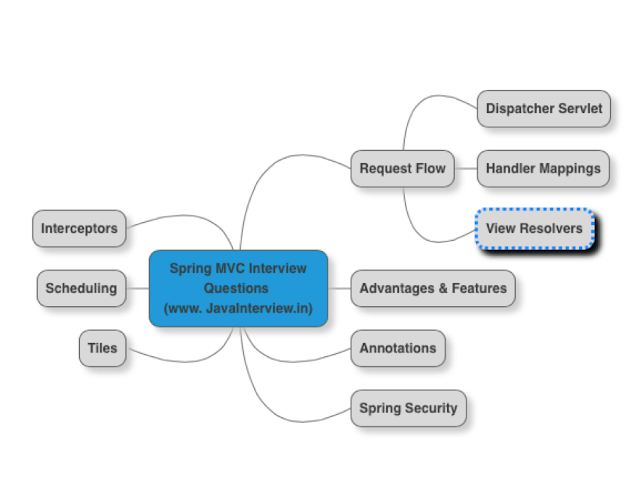 Dispatcher Servlet
Request Flow
Handler Mappings
View Resolvers
Interceptors
Spring MVC Interview
Questions
(www. JavaInterview.in)
Scheduling
Advantages & Features
Tiles
Annotations
Spring Security